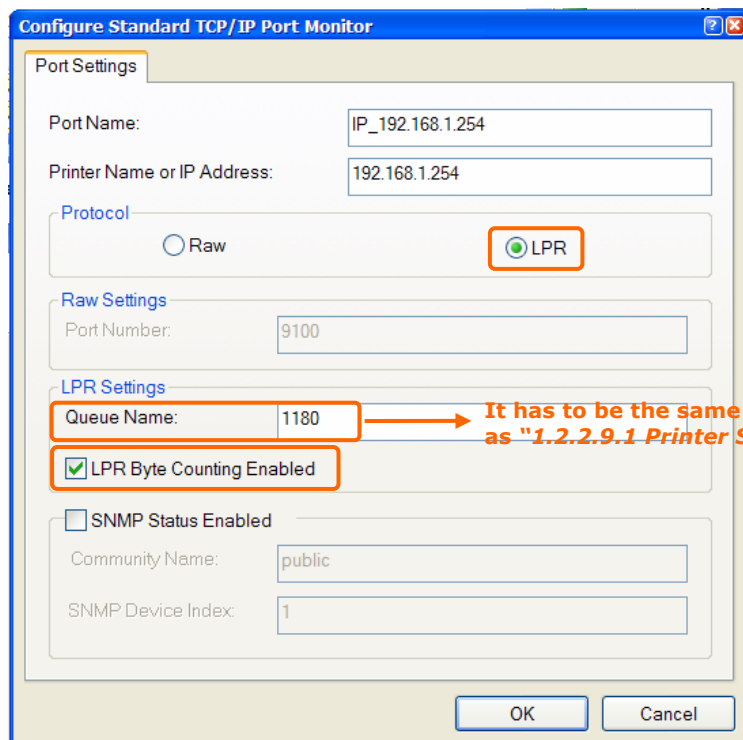 Configure Standard TCP/IP Port Monitor
Port Settings
Port Name:
IP_192.168.1.254
Printer Name or IP Address:
192.168.1.254
Protocol
Raw
LPR
Raw Settings
Port Number:
9100
LPR Settings
Queue Name:
1180
It has to be the same
as "1.2.2.9.1 Printer S
LPR Byte Counting Enabled
SNMP Status Enabled
Community Name:
public
SNMP Device Index:
1
OK
Cancel